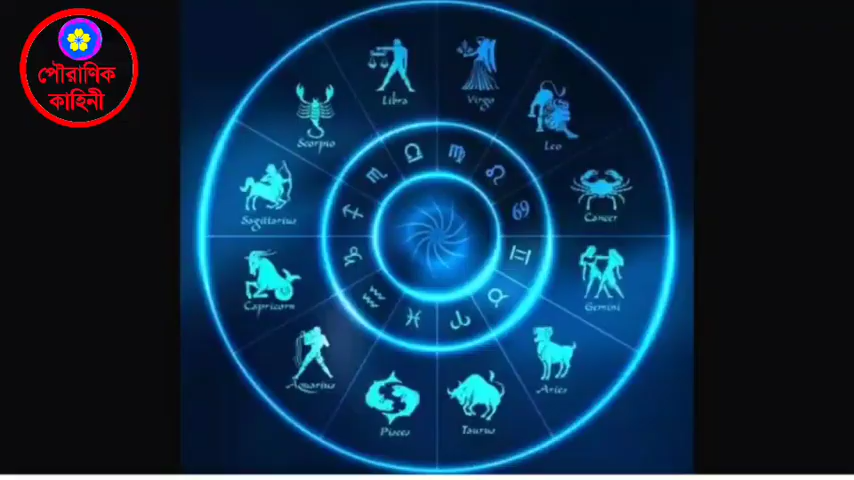 পৌরাণিক
কাহিনী
Libra
Virgo
Scorpio
Leo
Sagittarius
Cancer
Capricorn
Gemini
Aquarius
Aries
Pisces
Taurus